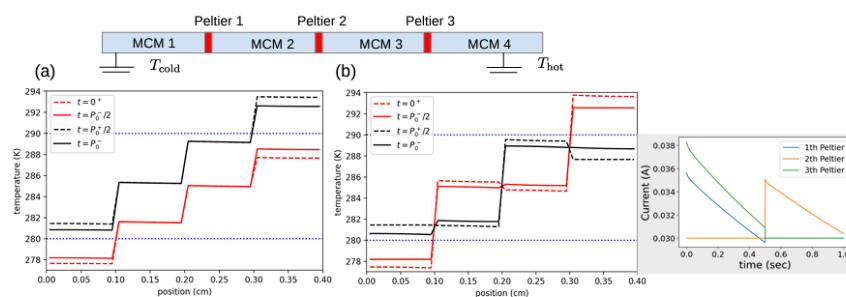 Peltier 1 Peltier 2 Peltier 3
MCM 1 MCM 2 MCM 3 MCM 4
T_cold T_hot
(a) (b)
294
292
290
288
286
284
282
280
278
temperature (K)
t = 0⁺
t = P₀⁻/2
t = P₀⁺/2
t = P₀⁻
0.00 0.05 0.10 0.15 0.20 0.25 0.30 0.35 0.40
position (cm)
294
292
290
288
286
284
282
280
278
temperature (K)
t = 0⁺
t = P₀⁻/2
t = P₀⁺/2
t = P₀⁻
0.00 0.05 0.10 0.15 0.20 0.25 0.30 0.35 0.40
position (cm)
0.038
0.036
0.034
0.032
0.030
Current (A)
1th Peltier
2th Peltier
3th Peltier
0.0 0.2 0.4 0.6 0.8 1.0
time (sec)